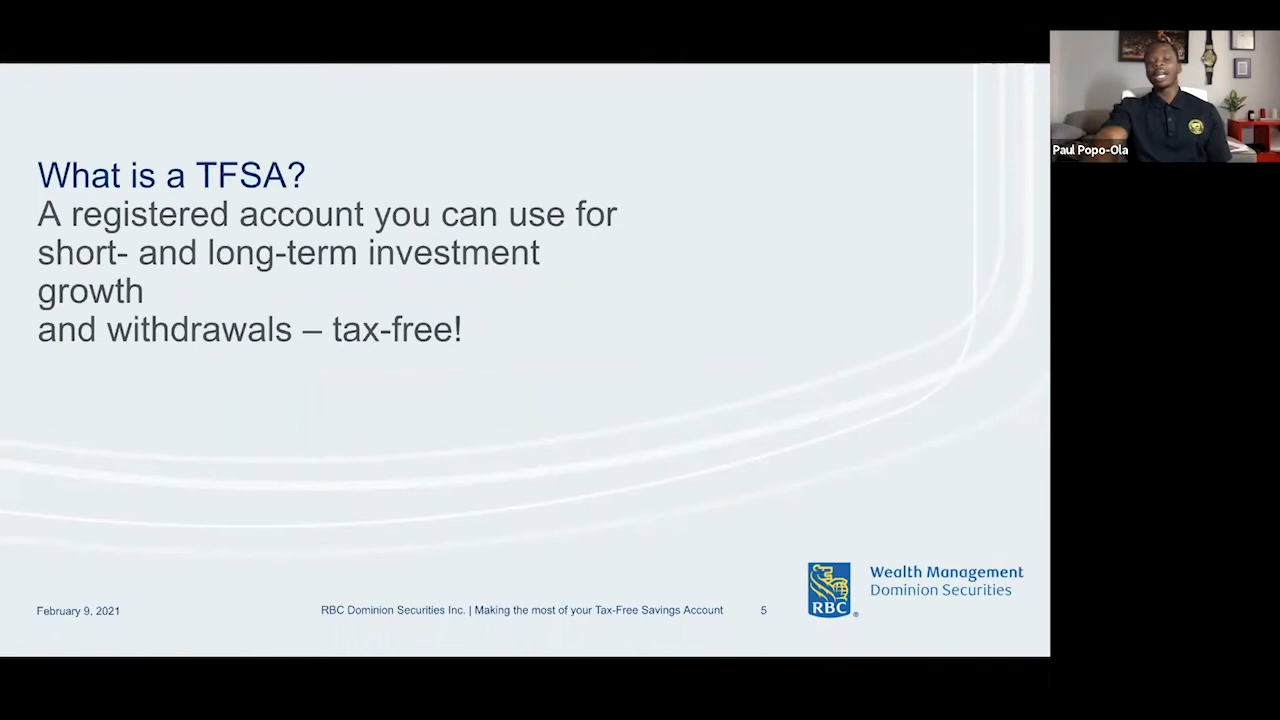 What is a TFSA?
A registered account you can use for
short- and long-term investment
growth
and withdrawals – tax-free!
February 9, 2021
RBC Dominion Securities Inc. | Making the most of your Tax-Free Savings Account
5
RBC
®
Wealth Management
Dominion Securities
Paul Popo-Ola